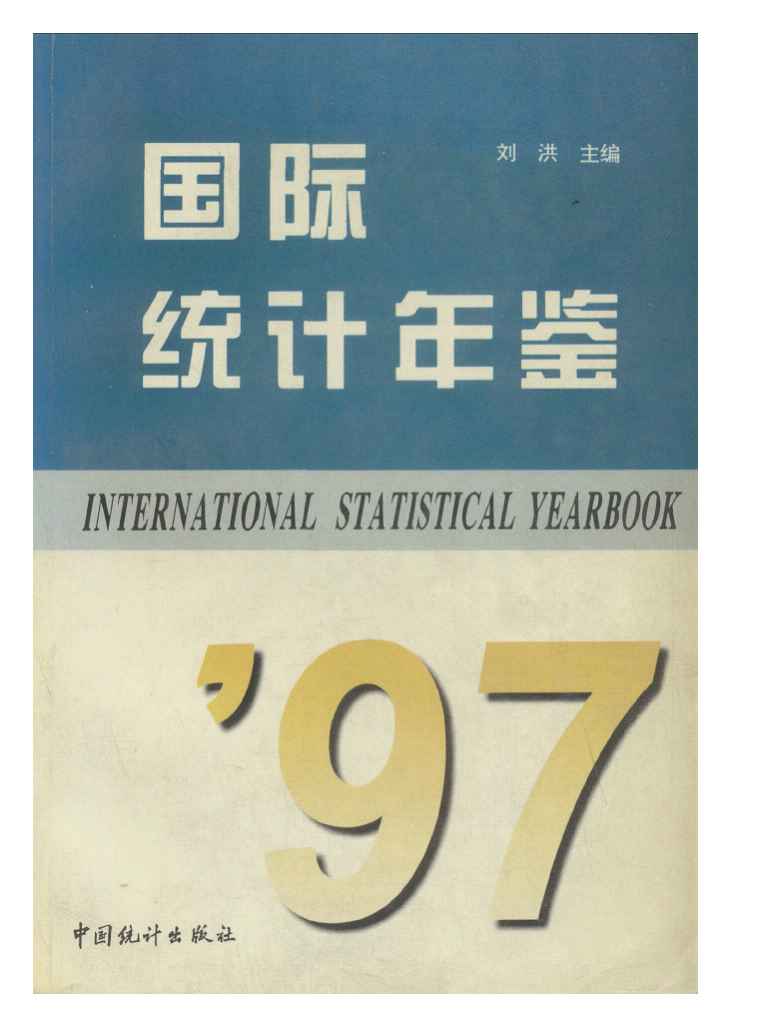 刘 洪 主编
国际
统计年鉴
INTERNATIONAL STATISTICAL YEARBOOK
'97
中国统计出版社